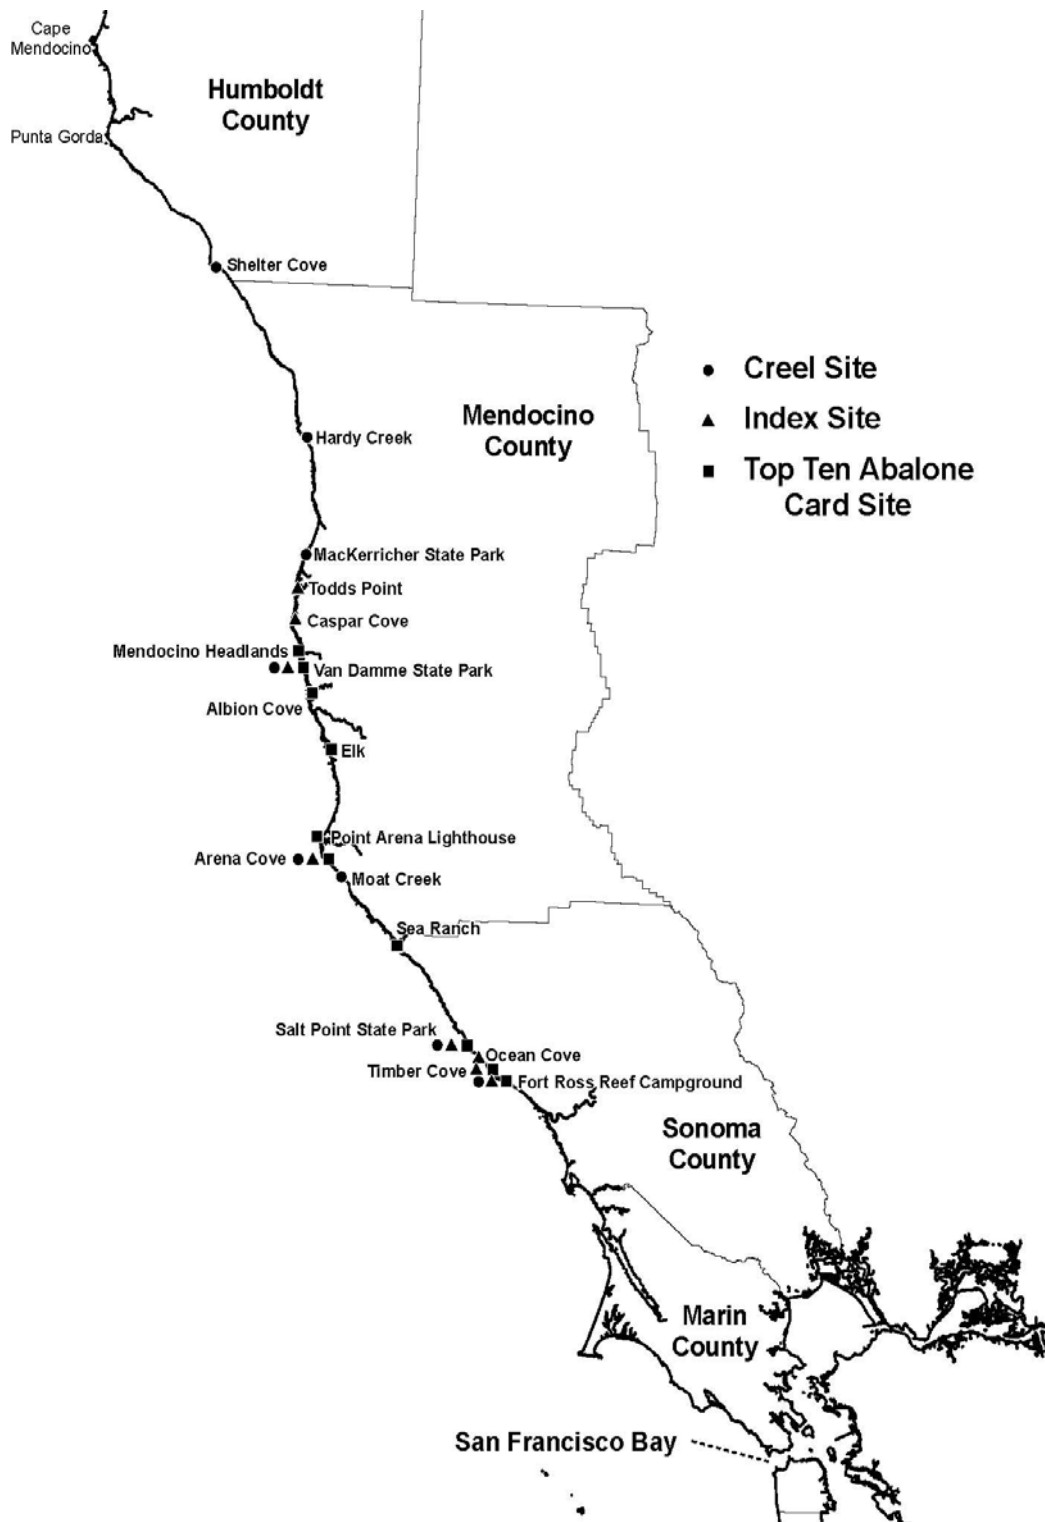 Cape
Mendocino
Humboldt
County
Punta Gorda
Shelter Cove
Creel Site
Mendocino
County
Index Site
Hardy Creek
Top Ten Abalone
Card Site
MacKerricher State Park
Todds Point
Caspar Cove
Mendocino Headlands
Van Damme State Park
Albion Cove
Elk
Point Arena Lighthouse
Arena Cove
Moat Creek
Sea Ranch
Salt Point State Park
Ocean Cove
Timber Cove
Fort Ross Reef Campground
Sonoma
County
Marin
County
San Francisco Bay